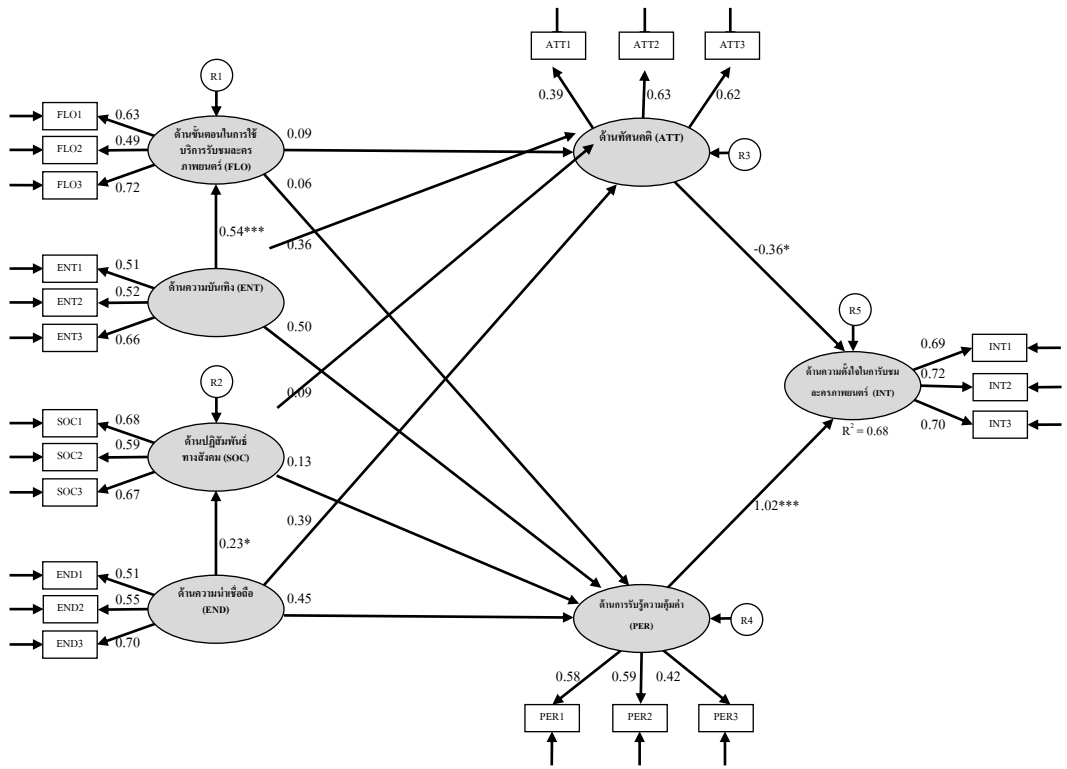 ATT1
ATT2
ATT3
0.39
0.63
0.62
R1
FLO1
FLO2
FLO3
0.63
0.49
0.72
ด้านขั้นตอนในการใช้
บริการรับชมละคร
ภาพยนตร์ (FLO)
0.09
0.06
ด้านทัศนคติ (ATT)
R3
0.54***
0.36
-0.36*
ENT1
ENT2
ENT3
0.51
0.52
0.66
ด้านความบันเทิง (ENT)
0.50
R5
ด้านความตั้งใจในการับชม
ละครภาพยนตร์ (INT)
R² = 0.68
0.69
0.72
0.70
INT1
INT2
INT3
R2
0.09
SOC1
SOC2
SOC3
0.68
0.59
0.67
ด้านปฏิสัมพันธ์
ทางสังคม (SOC)
0.13
0.23*
0.39
1.02***
END1
END2
END3
0.51
0.55
0.70
ด้านความน่าเชื่อถือ
(END)
0.45
ด้านการรับรู้ความคุ้มค่า
(PER)
R4
0.58
0.59
0.42
PER1
PER2
PER3